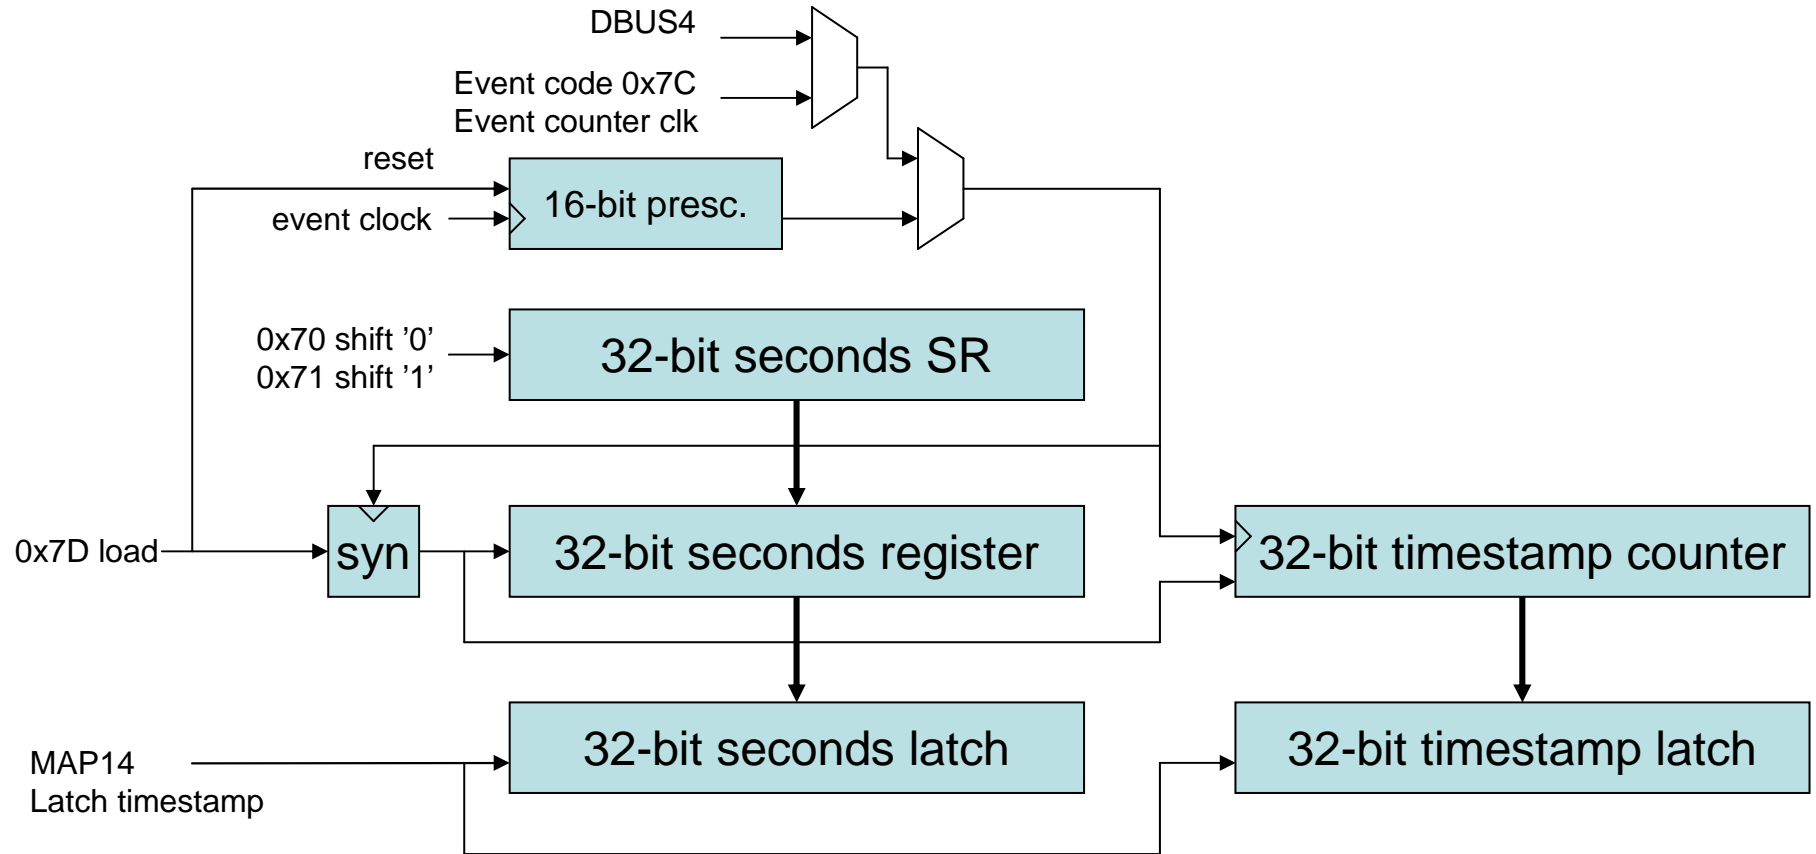 DBUS4
Event code 0x7C
Event counter clk
reset
16-bit presc.
event clock
0x70 shift ’0’
0x71 shift ’1’
32-bit seconds SR
0x7D load
syn
32-bit seconds register
32-bit timestamp counter
MAP14
Latch timestamp
32-bit seconds latch
32-bit timestamp latch